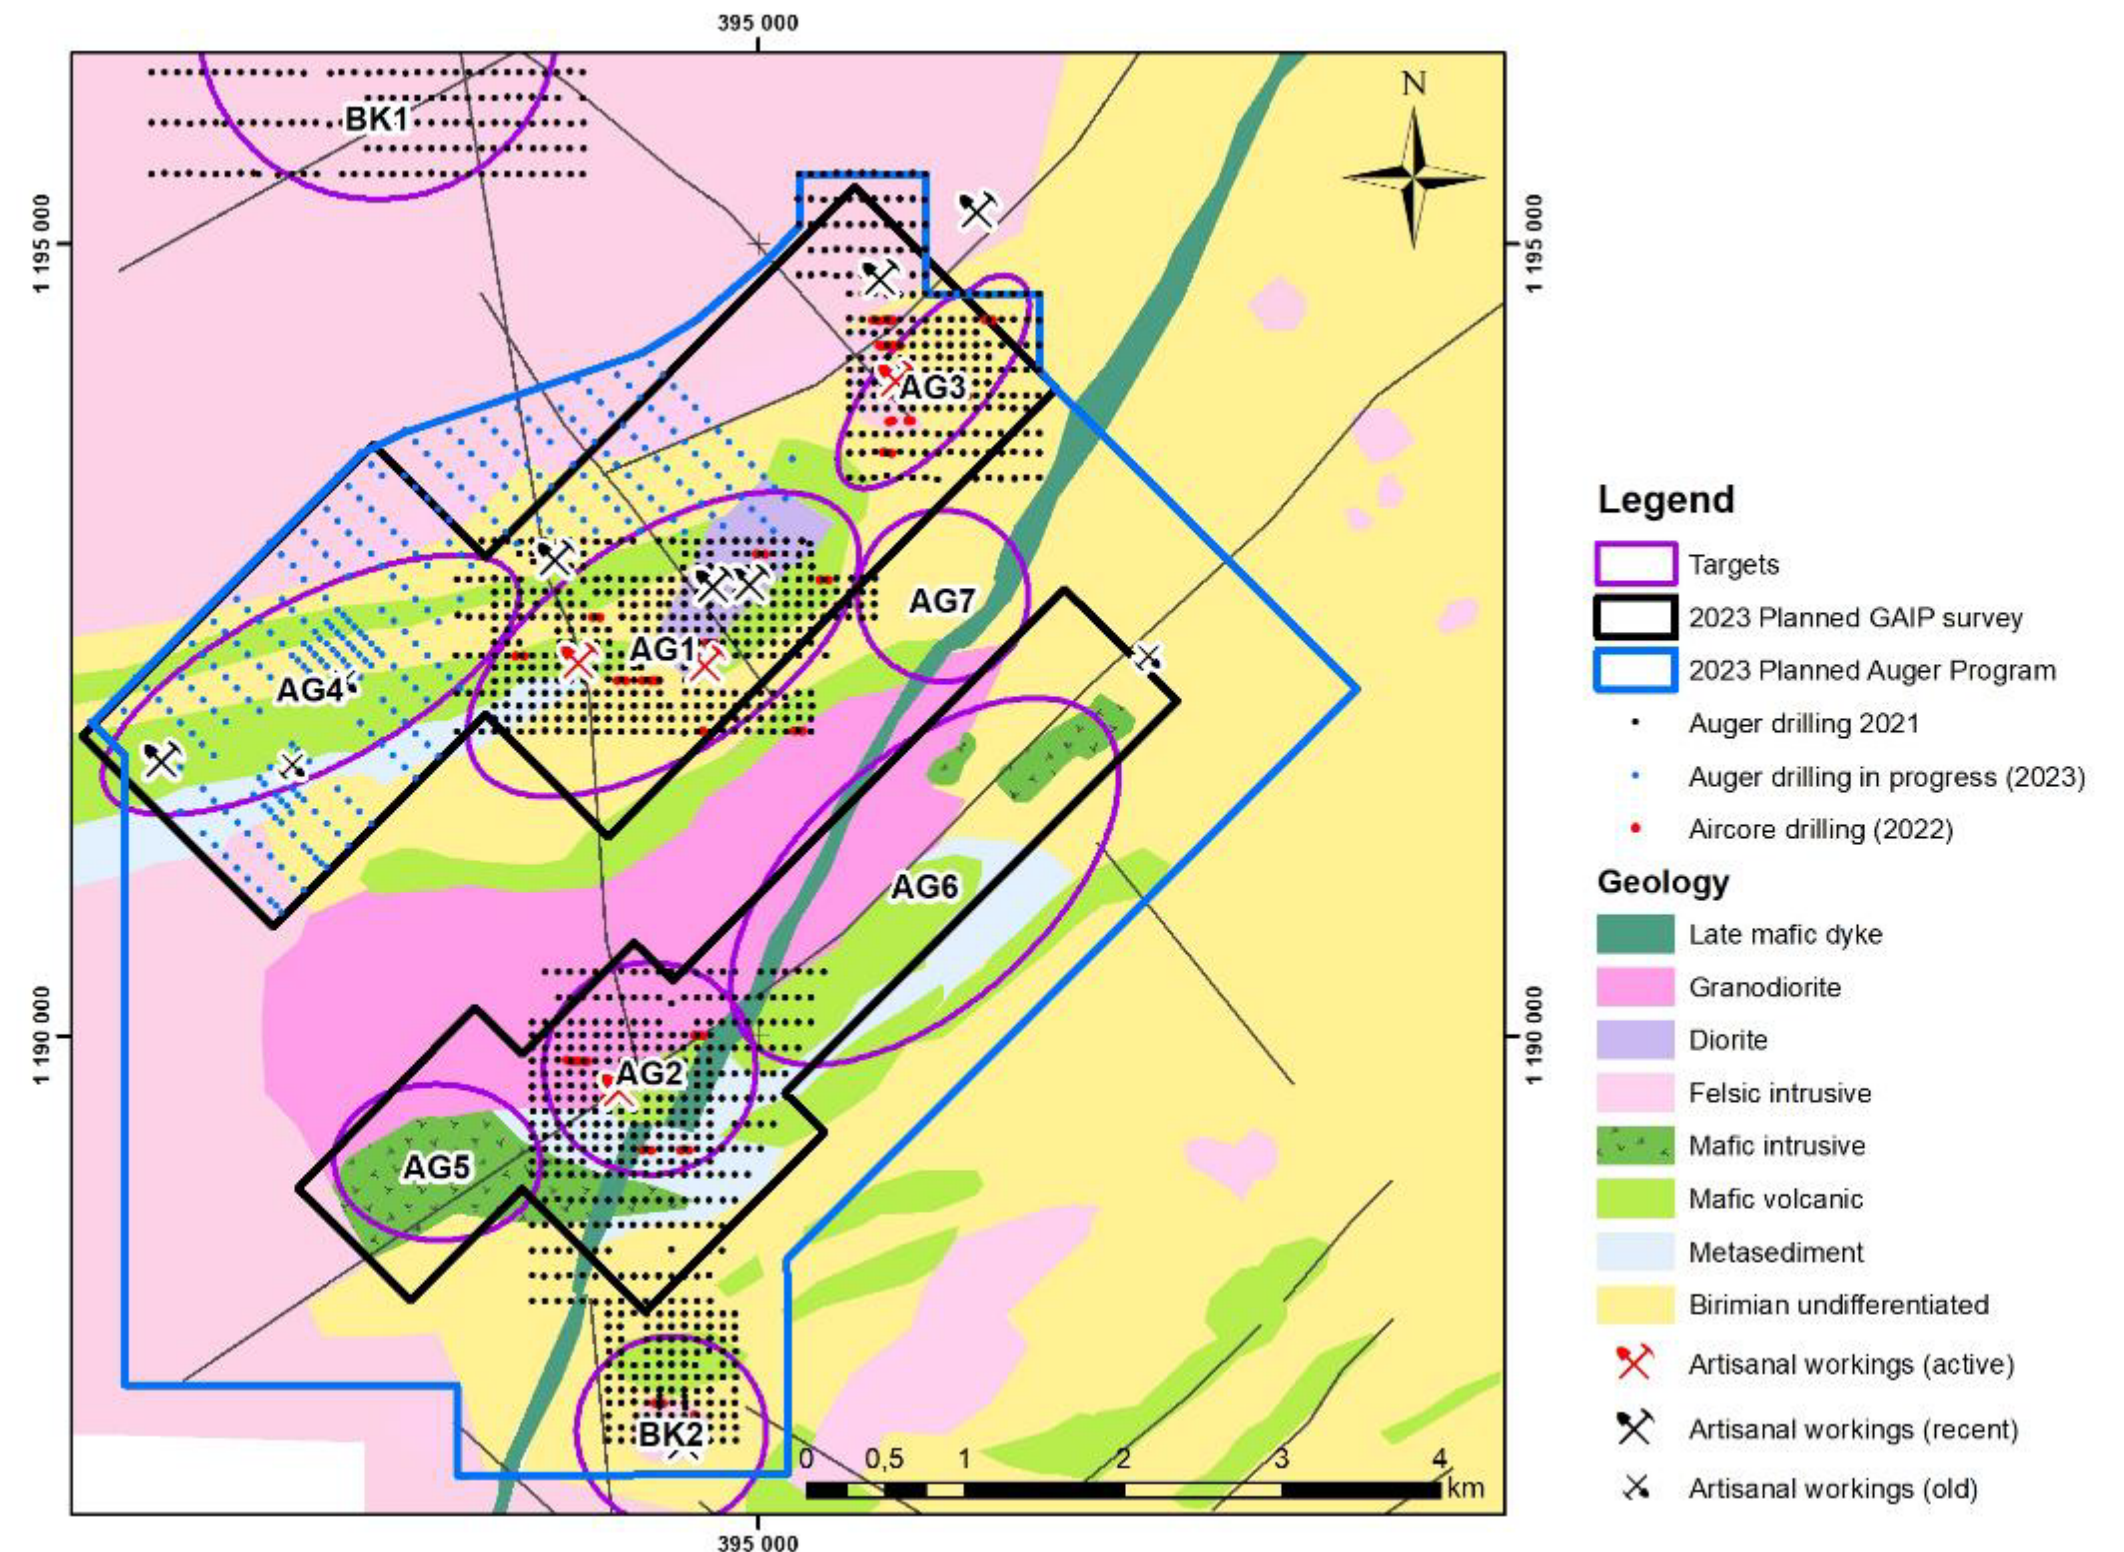 395 000
N
BK1
1 195 000
1 195 000
AG3
AG7
AG1
AG4
AG6
AG2
AG5
1 190 000
1 190 000
BK2
0 0,5 1 2 3 4
km
395 000
Legend
Targets
2023 Planned GAIP survey
2023 Planned Auger Program
Auger drilling 2021
Auger drilling in progress (2023)
Aircore drilling (2022)
Geology
Late mafic dyke
Granodiorite
Diorite
Felsic intrusive
Mafic intrusive
Mafic volcanic
Metasediment
Birimian undifferentiated
Artisanal workings (active)
Artisanal workings (recent)
Artisanal workings (old)